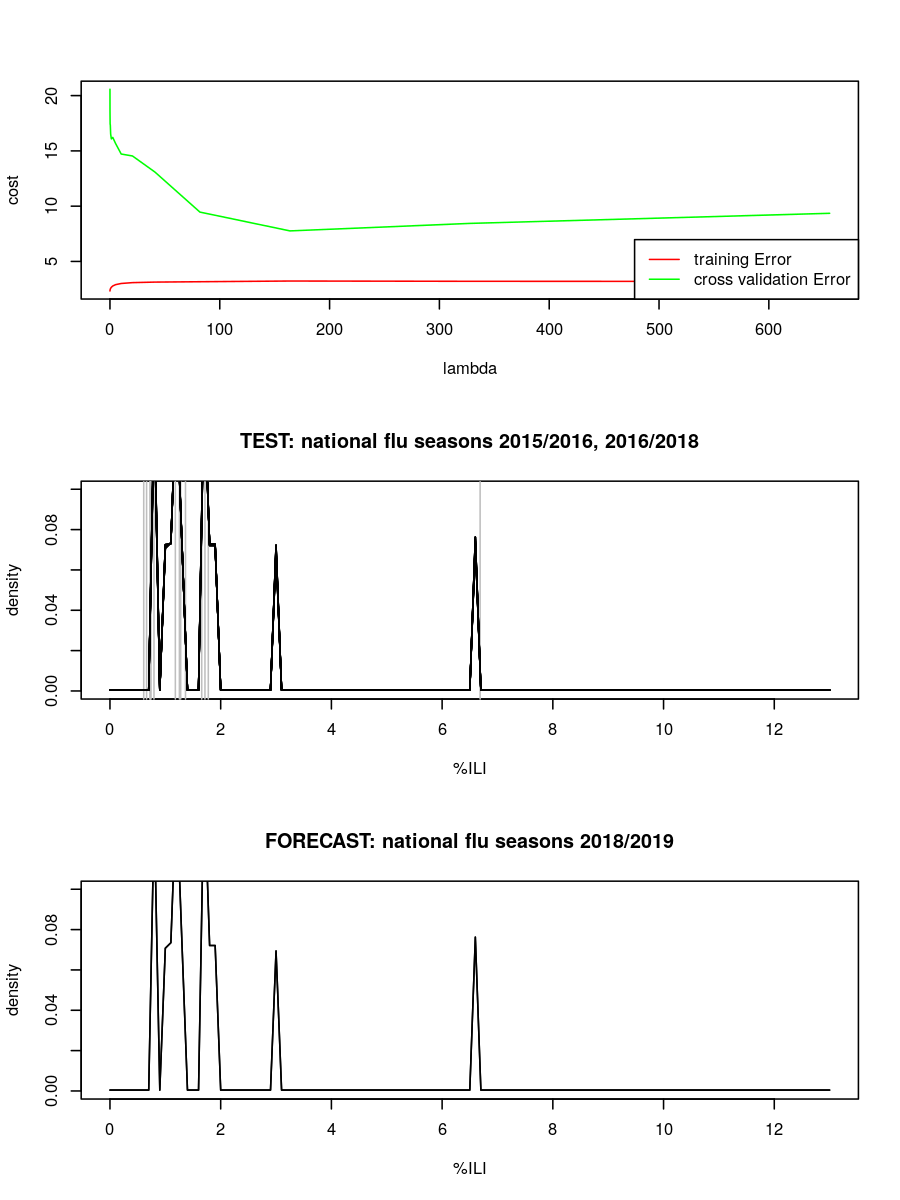 20
15
10
5
cost
training Error
cross validation Error
0 100 200 300 400 500 600
lambda
TEST: national flu seasons 2015/2016, 2016/2018
0.08
0.04
0.00
density
0 2 4 6 8 10 12
%ILI
FORECAST: national flu seasons 2018/2019
0.08
0.04
0.00
density
0 2 4 6 8 10 12
%ILI